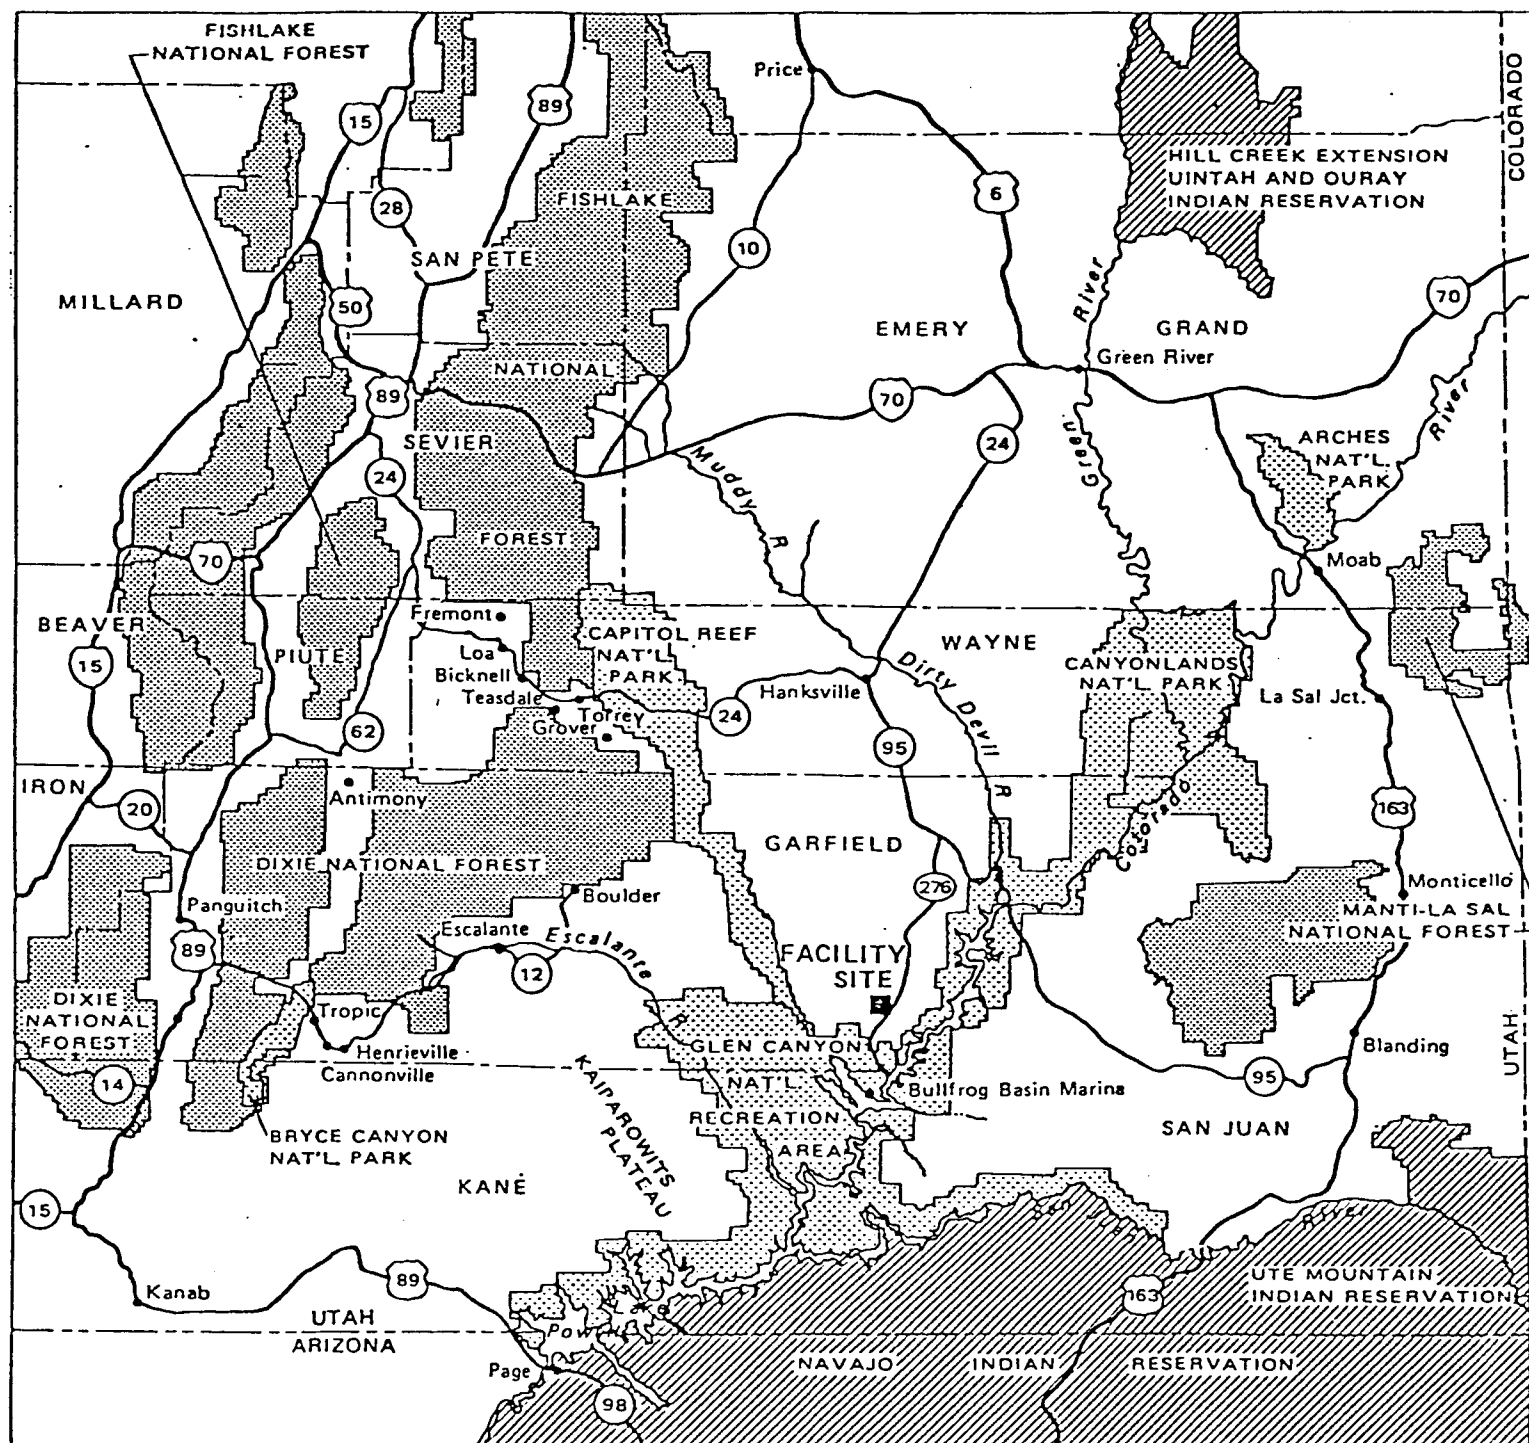 FISHLAKE
NATIONAL FOREST
Price
COLORADO
15
89
HILL CREEK EXTENSION
UINTAH AND OURAY
INDIAN RESERVATION
28
FISHLAKE
6
10
SAN PETE
River
70
MILLARD
50
EMERY
GRAND
Green River
NATIONAL
89
70
River
SEVIER
24
Green
ARCHES
NAT'L.
PARK
24
Muddy R
FOREST
70
Moab
Fremont
BEAVER
CAPITOL REEF
NAT'L
PARK
WAYNE
15
PIUTE
Loa
Bicknell
Dirty Devil R
CANYONLANDS
NAT'L PARK
Teasdale
Hanksville
La Sal Jct.
Torrey
24
Grover
62
95
IRON
Antimony
20
Colorado
163
GARFIELD
DIXIE NATIONAL FOREST
276
Monticello
Boulder
Panguitch
MANTI-LA SAL
NATIONAL FOREST
Escalante
Escalante R
89
12
FACILITY
SITE
DIXIE
NATIONAL
FOREST
Tropic
UTAH
Henrieville
GLEN CANYON
Blanding
Cannonville
14
KAIPAROWITS
PLATEAU
NAT'L
95
Bullfrog Basin Marina
RECREATION
SAN JUAN
BRYCE CANYON
NAT'L PARK
AREA
KANE
15
San Juan
River
89
Kanab
UTE MOUNTAIN
INDIAN RESERVATION
163
UTAH
Lake
Powell
ARIZONA
Page
NAVAJO INDIAN RESERVATION
98